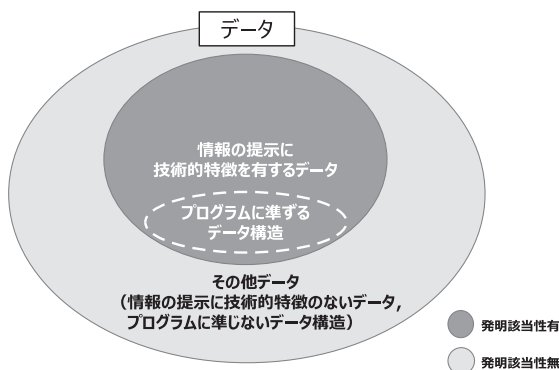 データ
情報の提示に
技術的特徴を有するデータ
プログラムに準ずる
データ構造
その他データ
（情報の提示に技術的特徴のないデータ，
プログラムに準じないデータ構造）
発明該当性有
発明該当性無